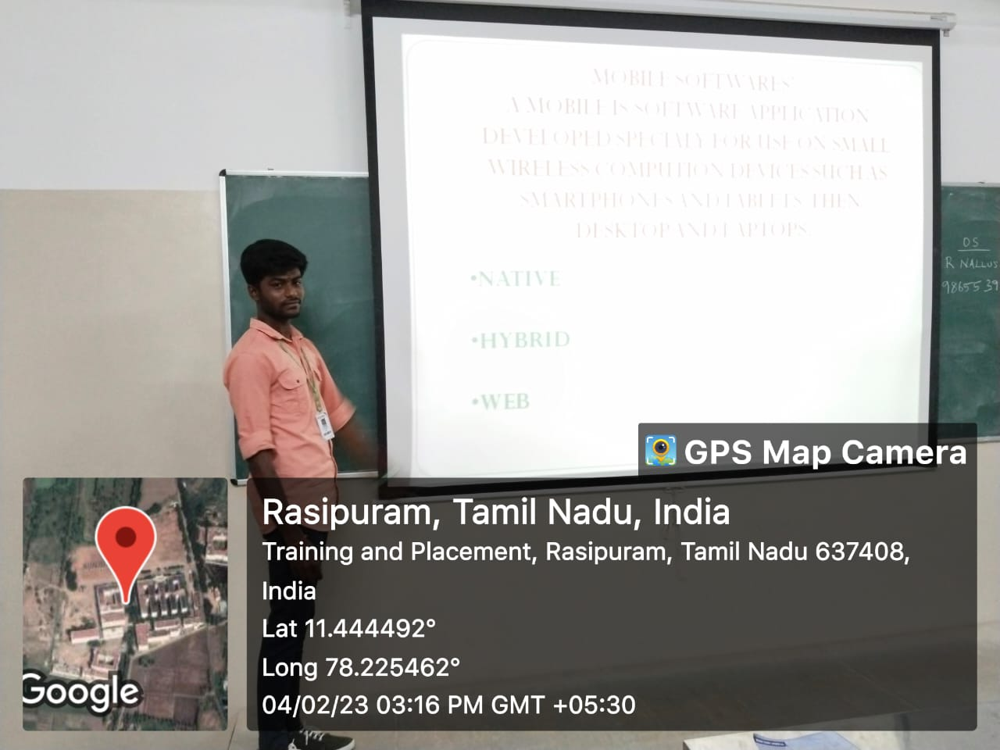 MOBILE SOFTWARES'
A MOBILE IS SOFTWARE APPLICATION
DEVELOPED SPECIALY FOR USE ON SMALL
WIRELESS COMPUTION DEVICES SUCH AS
SMARTPHONES AND TABLETS THEN
DESKTOP AND LAPTOPS.
•NATIVE
•HYBRID
•WEB
DS
R NALLUS
98655 39
GPS Map Camera
Rasipuram, Tamil Nadu, India
Training and Placement, Rasipuram, Tamil Nadu 637408,
India
Lat 11.444492°
Long 78.225462°
04/02/23 03:16 PM GMT +05:30
Google